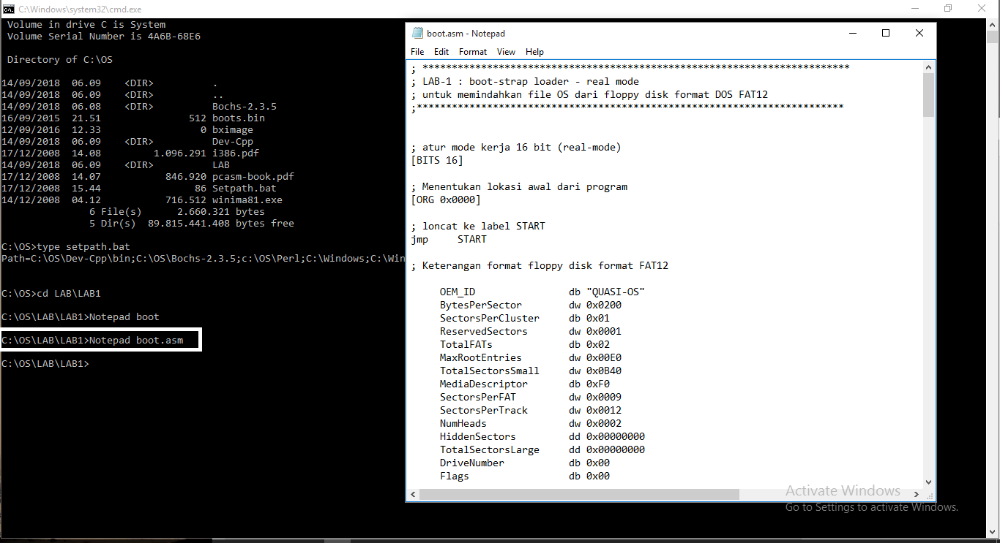 C:\Windows\system32\cmd.exe
Volume in drive C is System
Volume Serial Number is 4A6B-68E6
Directory of C:\OS
14/09/2018  06.09    <DIR>          .
14/09/2018  06.09    <DIR>          ..
14/09/2018  06.08    <DIR>          Bochs-2.3.5
16/09/2015  21.51               512 boots.bin
12/09/2016  12.33                 0 bximage
14/09/2018  06.09    <DIR>          Dev-Cpp
17/12/2008  14.08         1.096.291 i386.pdf
14/09/2018  06.09    <DIR>          LAB
17/12/2008  14.07           846.920 pcasm-book.pdf
17/12/2008  15.44                86 Setpath.bat
14/12/2008  04.12           716.512 winima81.exe
6 File(s)      2.660.321 bytes
5 Dir(s)  89.815.441.408 bytes free
C:\OS>type setpath.bat
Path=C:\OS\Dev-Cpp\bin;C:\OS\Bochs-2.3.5;c:\OS\Perl;C:\Windows;C:\Win
C:\OS>cd LAB\LAB1
C:\OS\LAB\LAB1>Notepad boot
C:\OS\LAB\LAB1>Notepad boot.asm
C:\OS\LAB\LAB1>
boot.asm - Notepad
File Edit Format View Help
; *************************************************************************
; LAB-1 : boot-strap loader - real mode
; untuk memindahkan file OS dari floppy disk format DOS FAT12
;*************************************************************************
; atur mode kerja 16 bit (real-mode)
[BITS 16]
; Menentukan lokasi awal dari program
[ORG 0x0000]
; loncat ke label START
jmp     START
; Keterangan format floppy disk format FAT12
OEM_ID                db "QUASI-OS"
BytesPerSector        dw 0x0200
SectorsPerCluster     db 0x01
ReservedSectors       dw 0x0001
TotalFATs             db 0x02
MaxRootEntries        dw 0x00E0
TotalSectorsSmall     dw 0x0B40
MediaDescriptor       db 0xF0
SectorsPerFAT         dw 0x0009
SectorsPerTrack       dw 0x0012
NumHeads              dw 0x0002
HiddenSectors         dd 0x00000000
TotalSectorsLarge     dd 0x00000000
DriveNumber           db 0x00
Flags                 db 0x00
Activate Windows
Go to Settings to activate Windows.